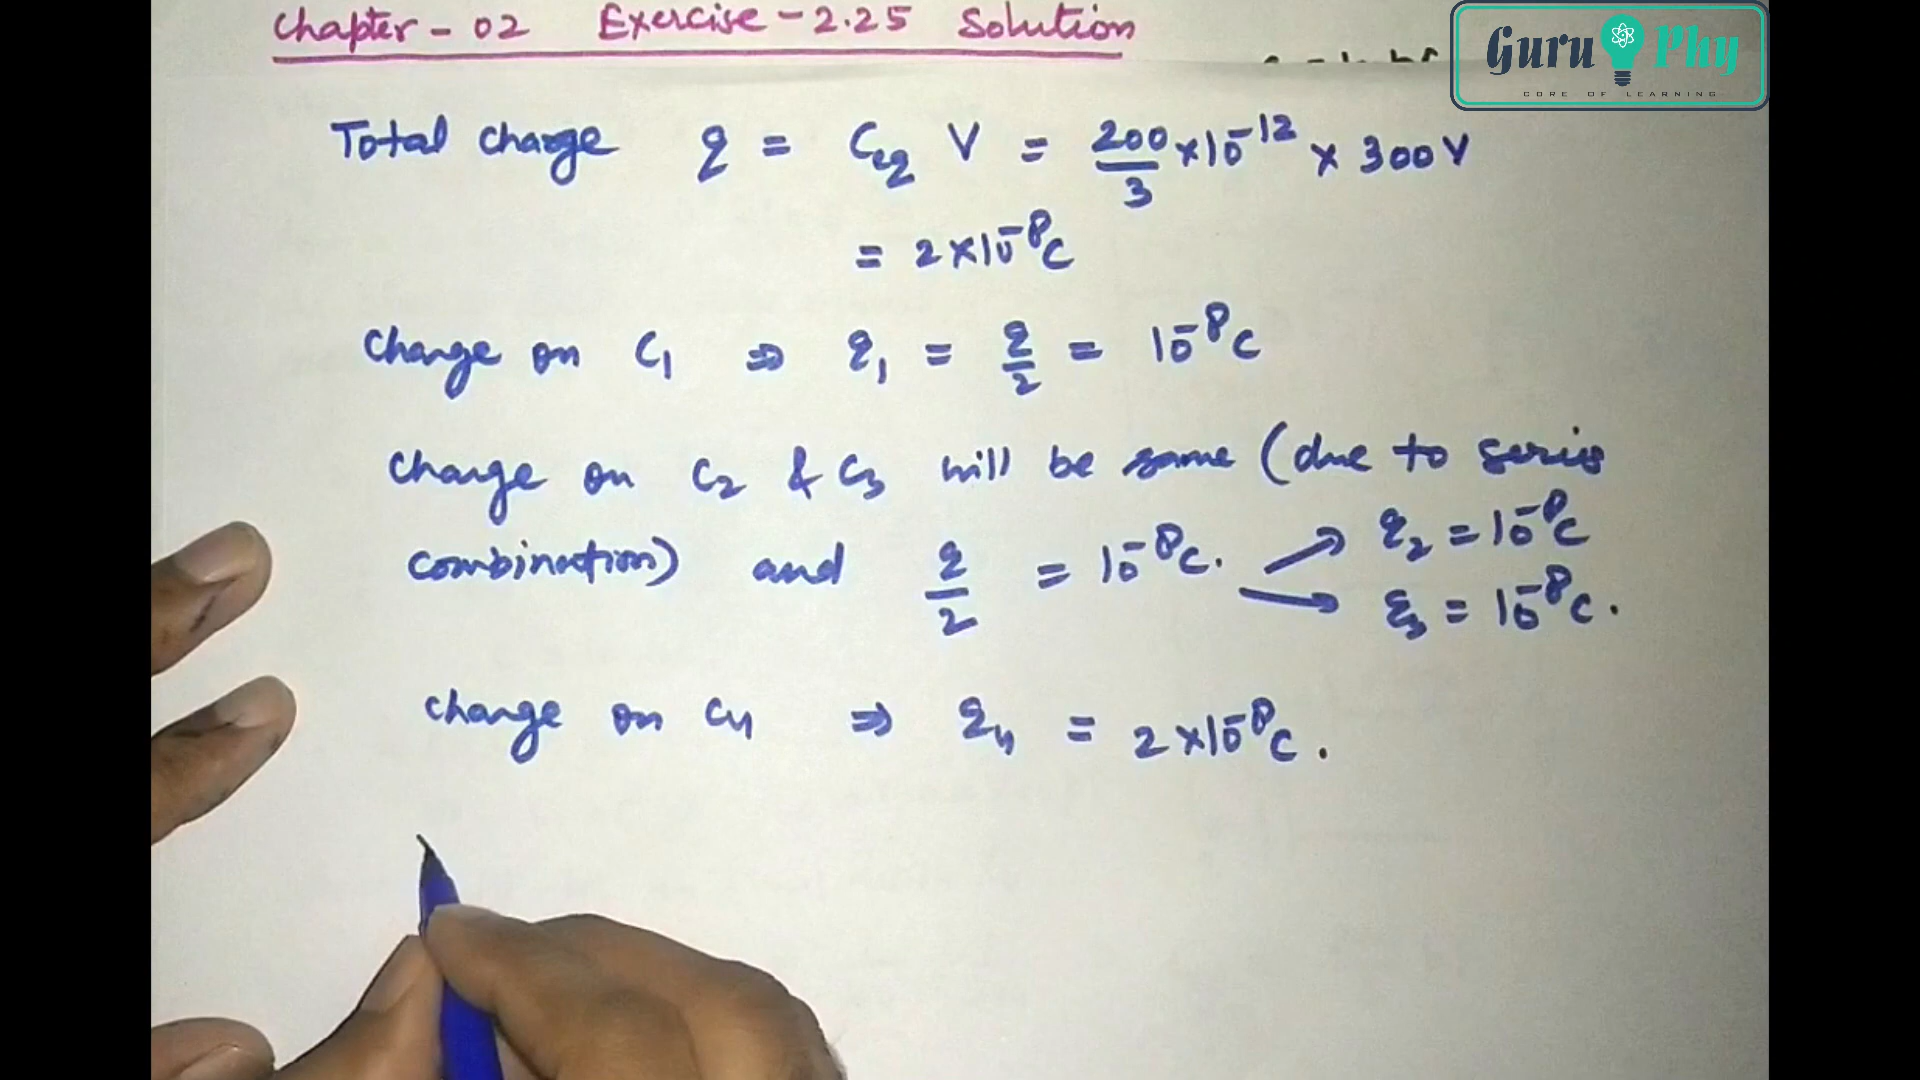 Chapter - 02 Exercise - 2.25 Solution
Guru Phy
CORE OF LEARNING
Total charge q = Ceq V = 200/3 × 10⁻¹² × 300 V
= 2 × 10⁻⁸ C
Charge on C₁ ⇒ q₁ = q/2 = 10⁻⁸ C
Charge on C₂ & C₃ will be same (due to series
combination) and q/2 = 10⁻⁸ C. → q₂ = 10⁻⁸ C
→ q₃ = 10⁻⁸ C.
Charge on C₄ ⇒ q₄ = 2 × 10⁻⁸ C.